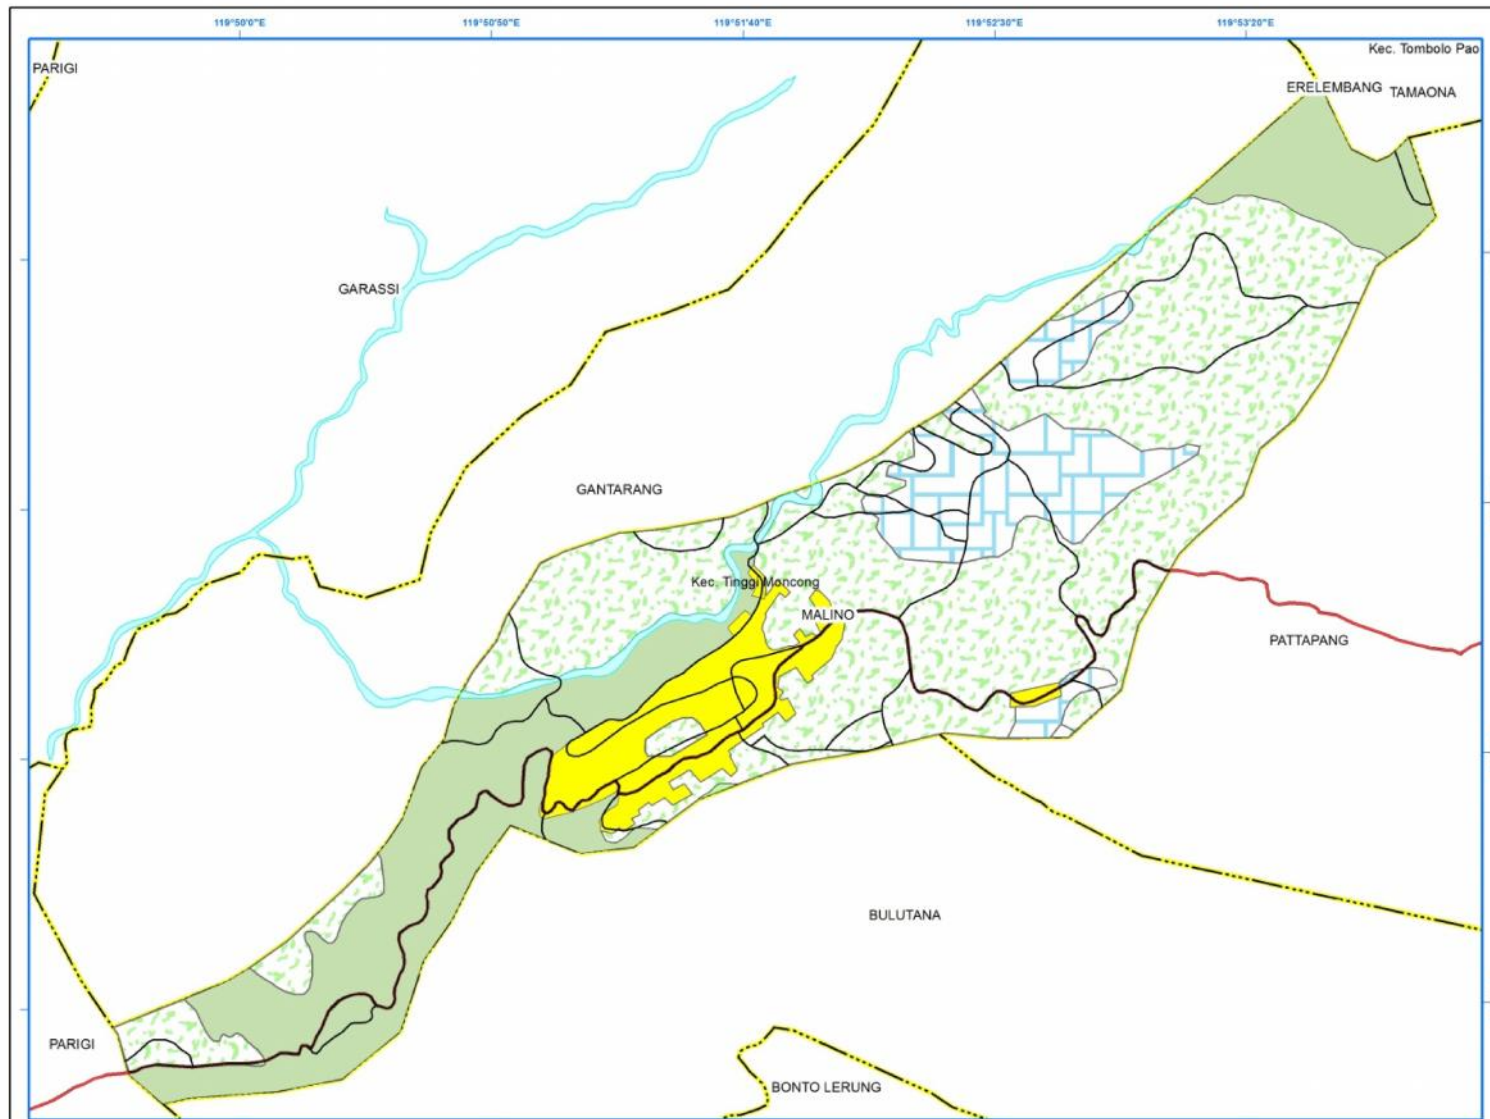 119°50'0"E 119°50'50"E 119°51'40"E 119°52'30"E 119°53'20"E
Kec. Tombolo Pao
PARIGI
ERELEMBANG TAMAONA
GARASSI
GANTARANG
Kec. Tinggi Moncong
MALINO
PATTAPANG
BULUTANA
PARIGI
BONTO LERUNG